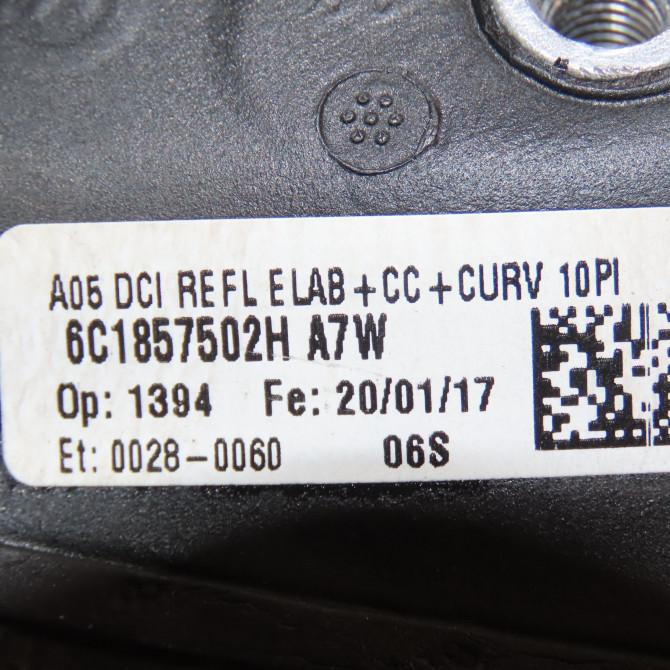 A05 DCI REFL ELAB+CC+CURV 10PI
6C1857502H A7W
Op: 1394 Fe: 20/01/17
Et: 0028-0060 06S